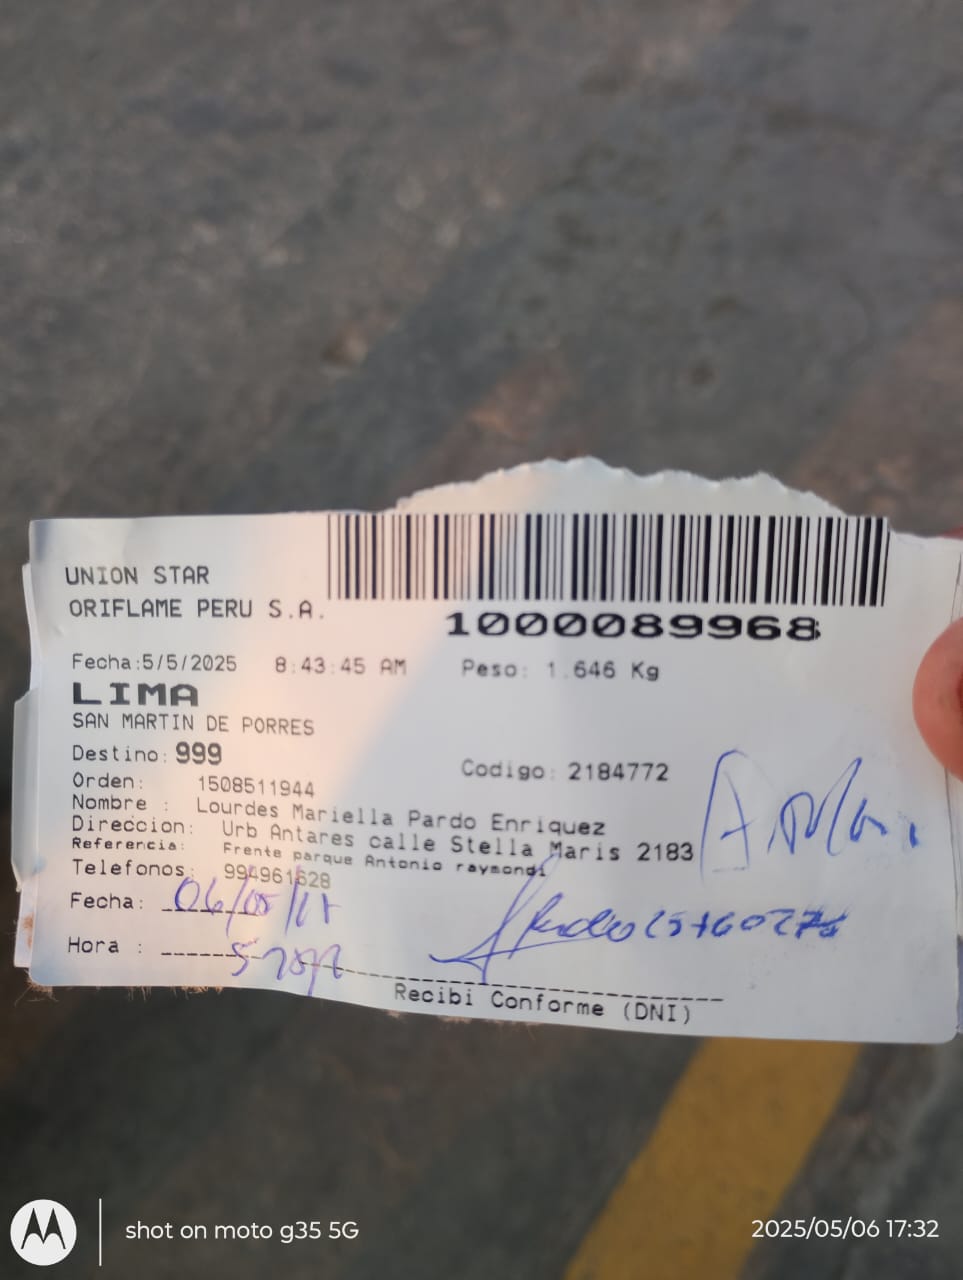 UNION STAR
ORIFLAME PERU S.A.
1000089968
Fecha:5/5/2025 8:43:45 AM Peso: 1.646 Kg
LIMA
SAN MARTIN DE PORRES
Destino: 999
Codigo: 2184772
Orden: 1508511944
Nombre : Lourdes Mariella Pardo Enriquez
Direccion: Urb Antares calle Stella Maris 2183
Referencia: Frente parque Antonio raymondi
Telefonos: 994961628
Fecha: 06/05/
Hora :
Recibi Conforme (DNI)
shot on moto g35 5G
2025/05/06 17:32